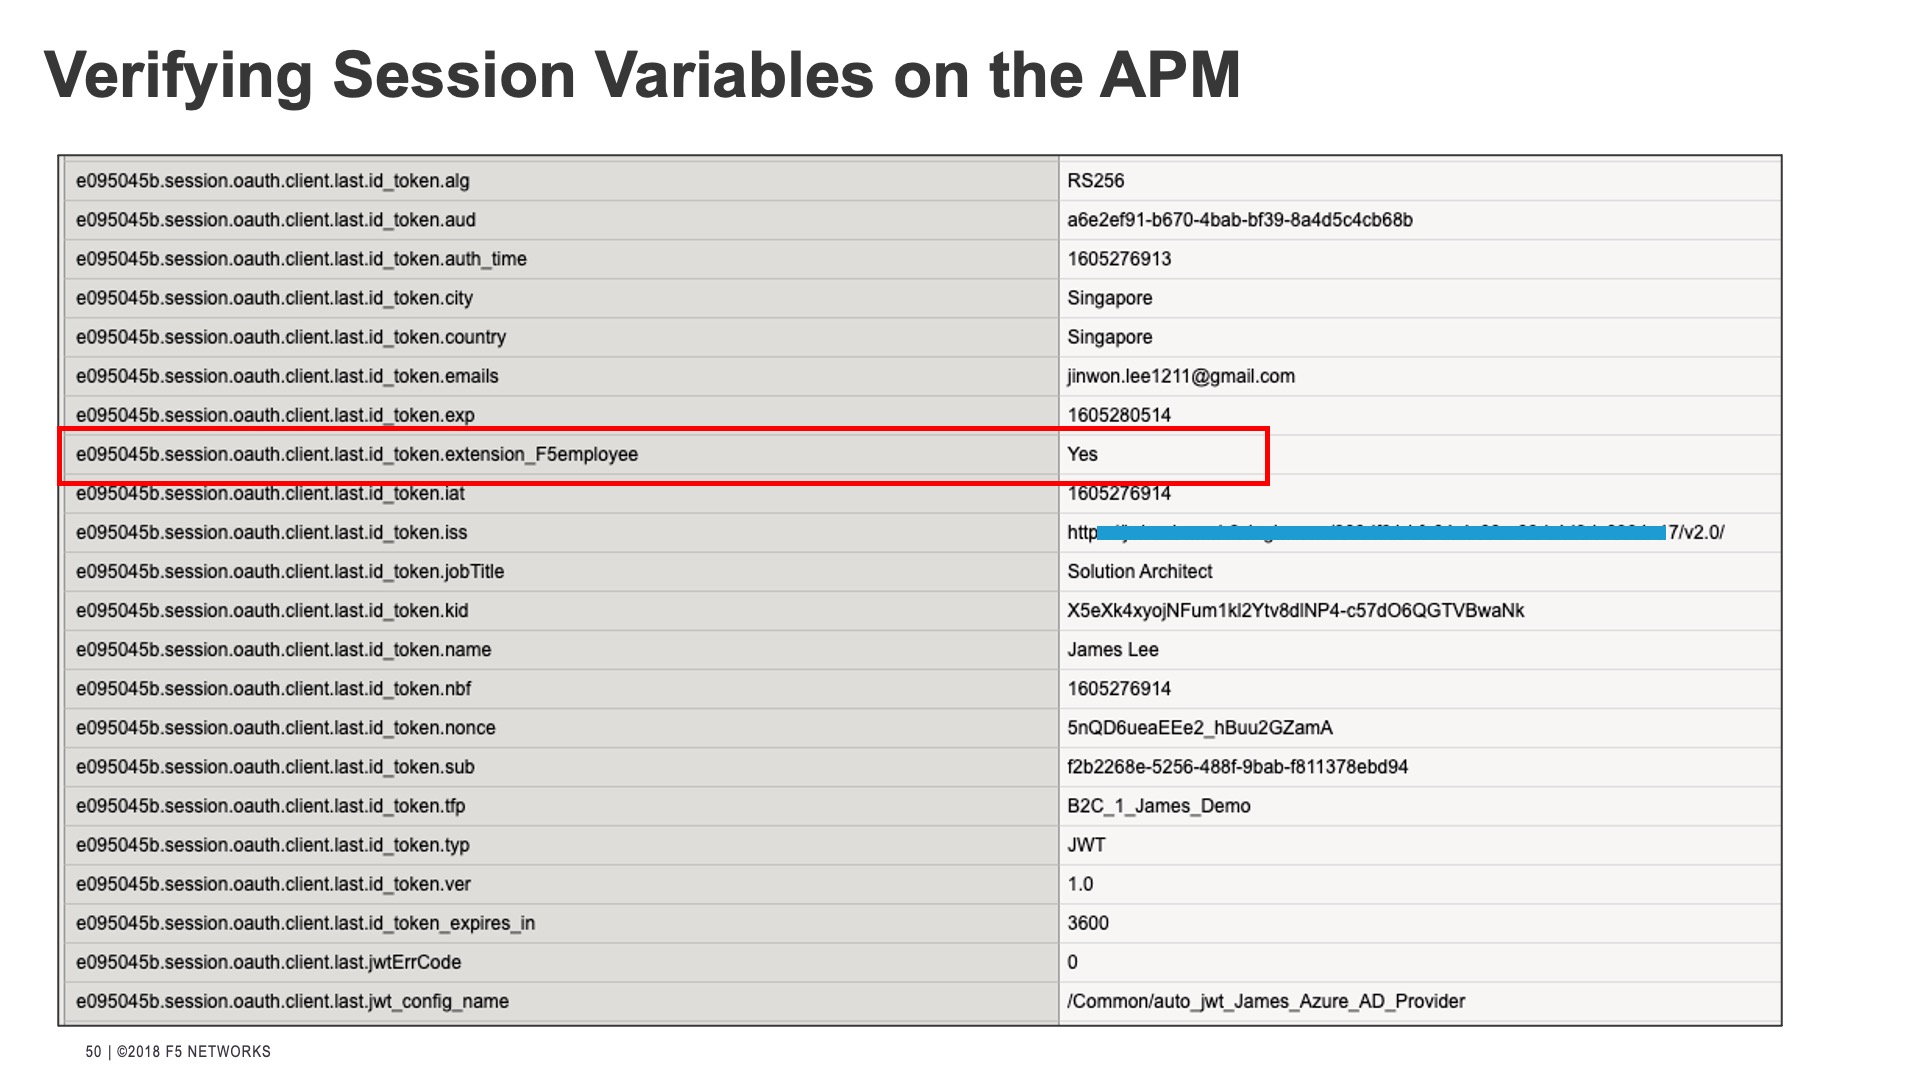 Verifying Session Variables on the APM
e095045b.session.oauth.client.last.id_token.alg RS256
e095045b.session.oauth.client.last.id_token.aud a6e2ef91-b670-4bab-bf39-8a4d5c4cb68b
e095045b.session.oauth.client.last.id_token.auth_time 1605276913
e095045b.session.oauth.client.last.id_token.city Singapore
e095045b.session.oauth.client.last.id_token.country Singapore
e095045b.session.oauth.client.last.id_token.emails jinwon.lee1211@gmail.com
e095045b.session.oauth.client.last.id_token.exp 1605280514
e095045b.session.oauth.client.last.id_token.extension_F5employee Yes
e095045b.session.oauth.client.last.id_token.iat 1605276914
e095045b.session.oauth.client.last.id_token.iss http 7/v2.0/
e095045b.session.oauth.client.last.id_token.jobTitle Solution Architect
e095045b.session.oauth.client.last.id_token.kid X5eXk4xyojNFum1kl2Ytv8dlNP4-c57dO6QGTVBwaNk
e095045b.session.oauth.client.last.id_token.name James Lee
e095045b.session.oauth.client.last.id_token.nbf 1605276914
e095045b.session.oauth.client.last.id_token.nonce 5nQD6ueaEEe2_hBuu2GZamA
e095045b.session.oauth.client.last.id_token.sub f2b2268e-5256-488f-9bab-f811378ebd94
e095045b.session.oauth.client.last.id_token.tfp B2C_1_James_Demo
e095045b.session.oauth.client.last.id_token.typ JWT
e095045b.session.oauth.client.last.id_token.ver 1.0
e095045b.session.oauth.client.last.id_token_expires_in 3600
e095045b.session.oauth.client.last.jwtErrCode 0
e095045b.session.oauth.client.last.jwt_config_name /Common/auto_jwt_James_Azure_AD_Provider
50 | ©2018 F5 NETWORKS